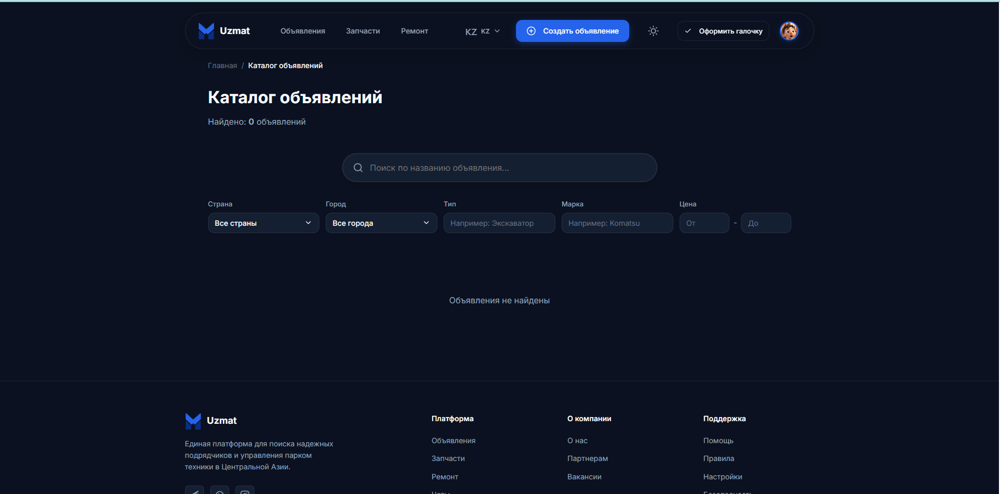 Uzmat
Объявления
Запчасти
Ремонт
KZ KZ
Создать объявление
Оформить галочку
Главная / Каталог объявлений
Каталог объявлений
Найдено: 0 объявлений
Поиск по названию объявления...
Страна
Город
Тип
Марка
Цена
Все страны
Все города
Например: Экскаватор
Например: Komatsu
От - До
Объявления не найдены
Uzmat
Единая платформа для поиска надежных
подрядчиков и управления парком
техники в Центральной Азии.
Платформа
Объявления
Запчасти
Ремонт
О компании
О нас
Партнерам
Вакансии
Поддержка
Помощь
Правила
Настройки